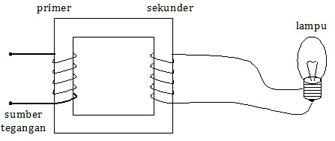 primer
sekunder
lampu
sumber
tegangan